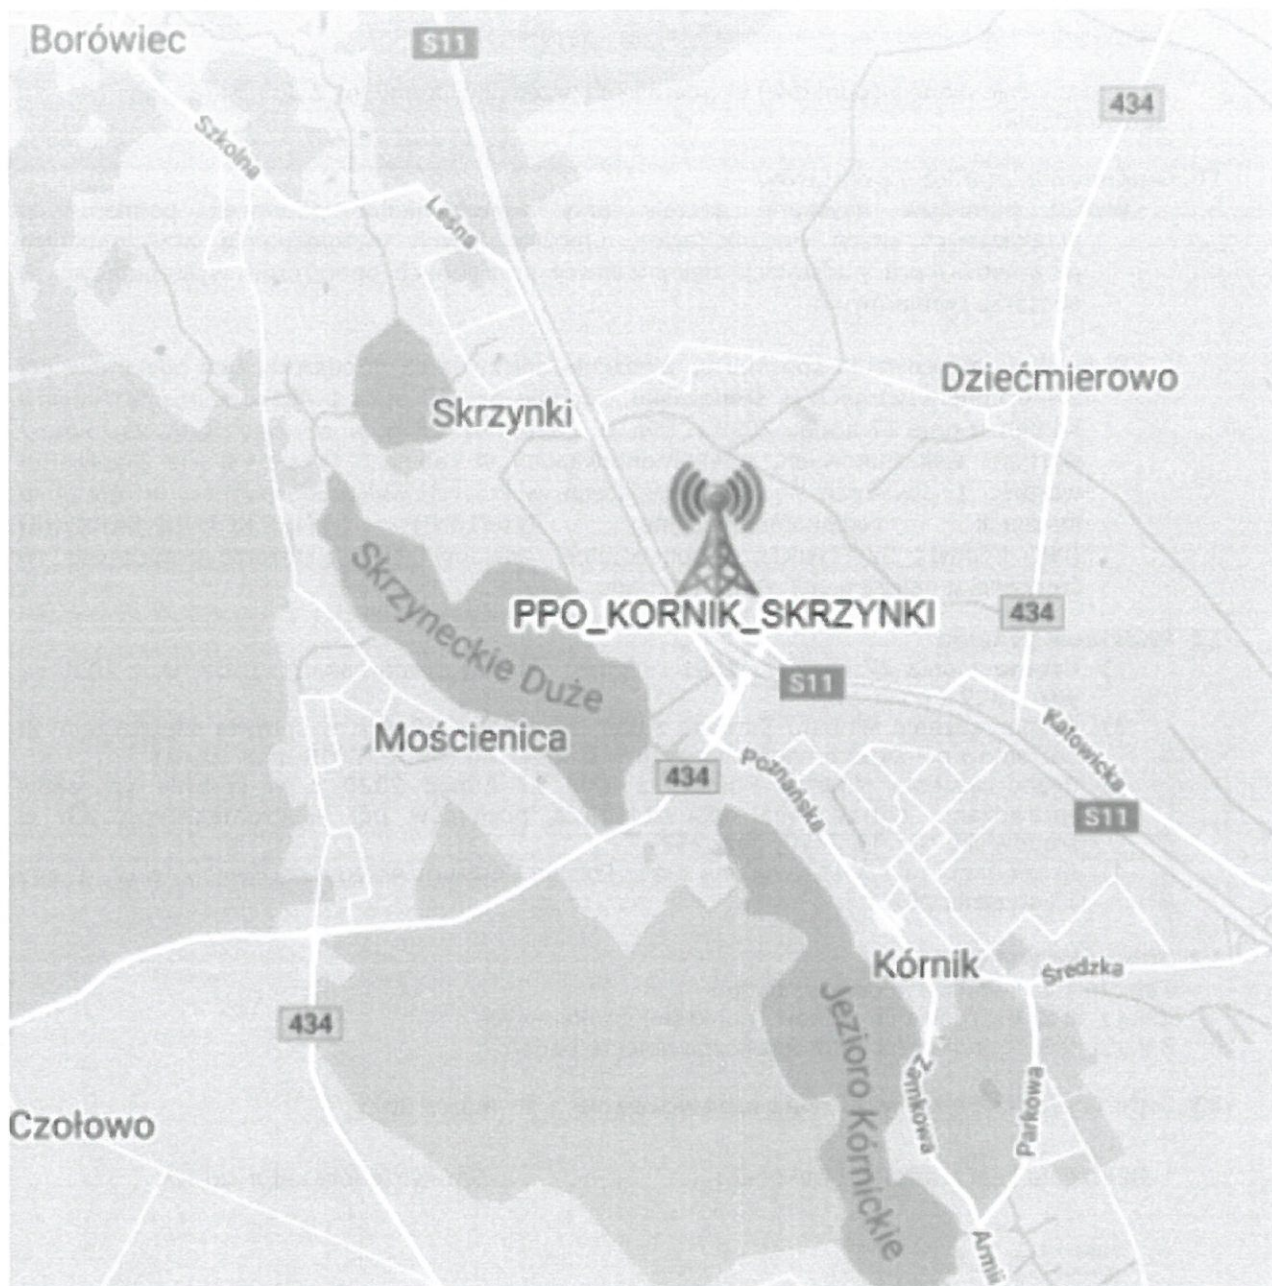 Borówiec
S11
434
Szkolna
Leśna
Dziećmierowo
Skrzynki
PPO_KORNIK_SKRZYNKI
434
Skrzyneckie Duże
S11
Mościenica
Katowicka
434
Poznańska
S11
Kórnik
Średzka
Jezioro Kórnickie
434
Zamkowa
Parkowa
Czołowo
Armii